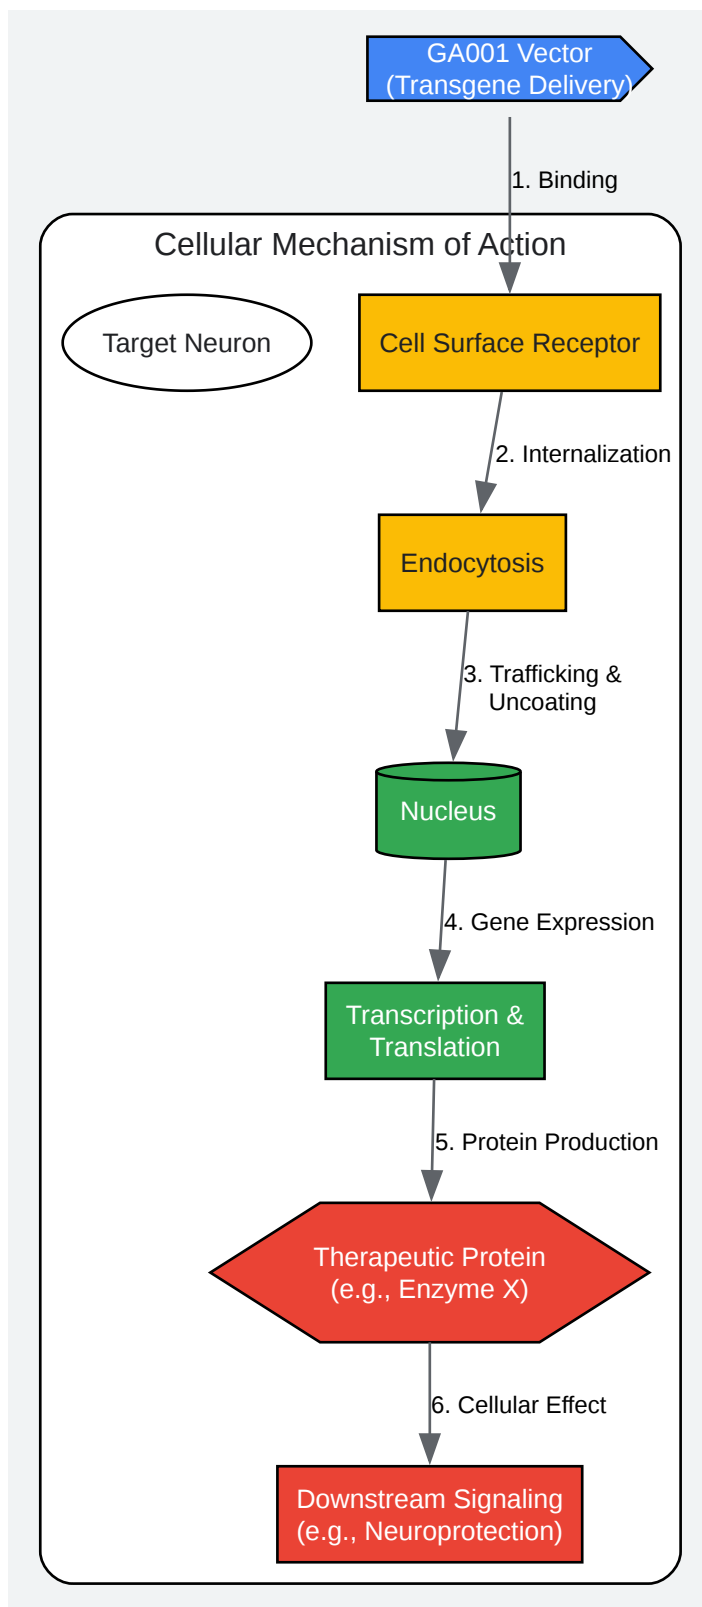 GA001 Vector
(Transgene Delivery)
1. Binding
Cellular Mechanism of Action
Target Neuron
Cell Surface Receptor
2. Internalization
Endocytosis
3. Trafficking &
Uncoating
Nucleus
4. Gene Expression
Transcription &
Translation
5. Protein Production
Therapeutic Protein
(e.g., Enzyme X)
6. Cellular Effect
Downstream Signaling
(e.g., Neuroprotection)